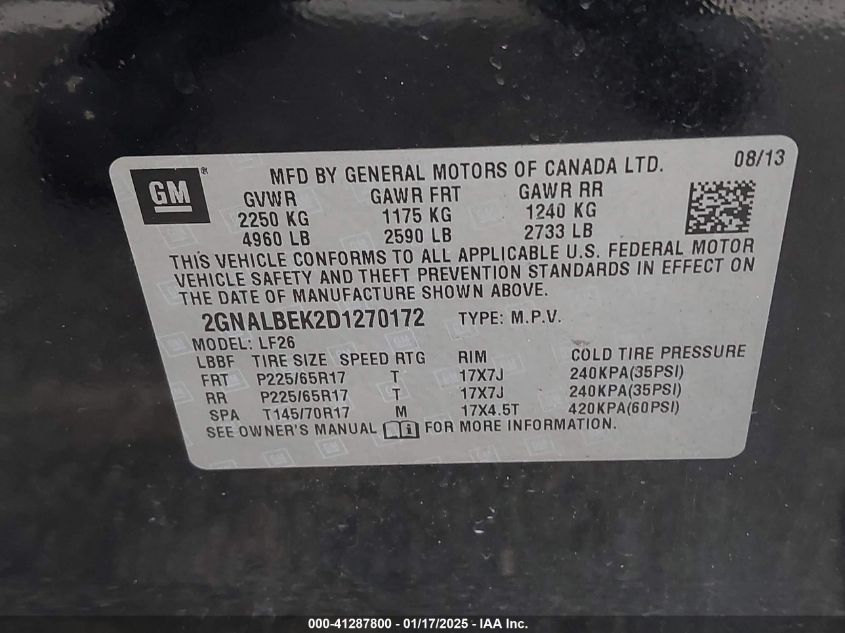 GM ®
MFD BY GENERAL MOTORS OF CANADA LTD. 08/13
GVWR GAWR FRT GAWR RR
2250 KG 1175 KG 1240 KG
4960 LB 2590 LB 2733 LB
THIS VEHICLE CONFORMS TO ALL APPLICABLE U.S. FEDERAL MOTOR
VEHICLE SAFETY AND THEFT PREVENTION STANDARDS IN EFFECT ON
THE DATE OF MANUFACTURE SHOWN ABOVE.
2GNALBEK2D1270172 TYPE: M.P.V.
MODEL: LF26
LBBF TIRE SIZE SPEED RTG RIM COLD TIRE PRESSURE
FRT P225/65R17 T 17X7J 240KPA(35PSI)
RR P225/65R17 T 17X7J 240KPA(35PSI)
SPA T145/70R17 M 17X4.5T 420KPA(60PSI)
SEE OWNER'S MANUAL FOR MORE INFORMATION.
000-41287800 - 01/17/2025 - IAA Inc.